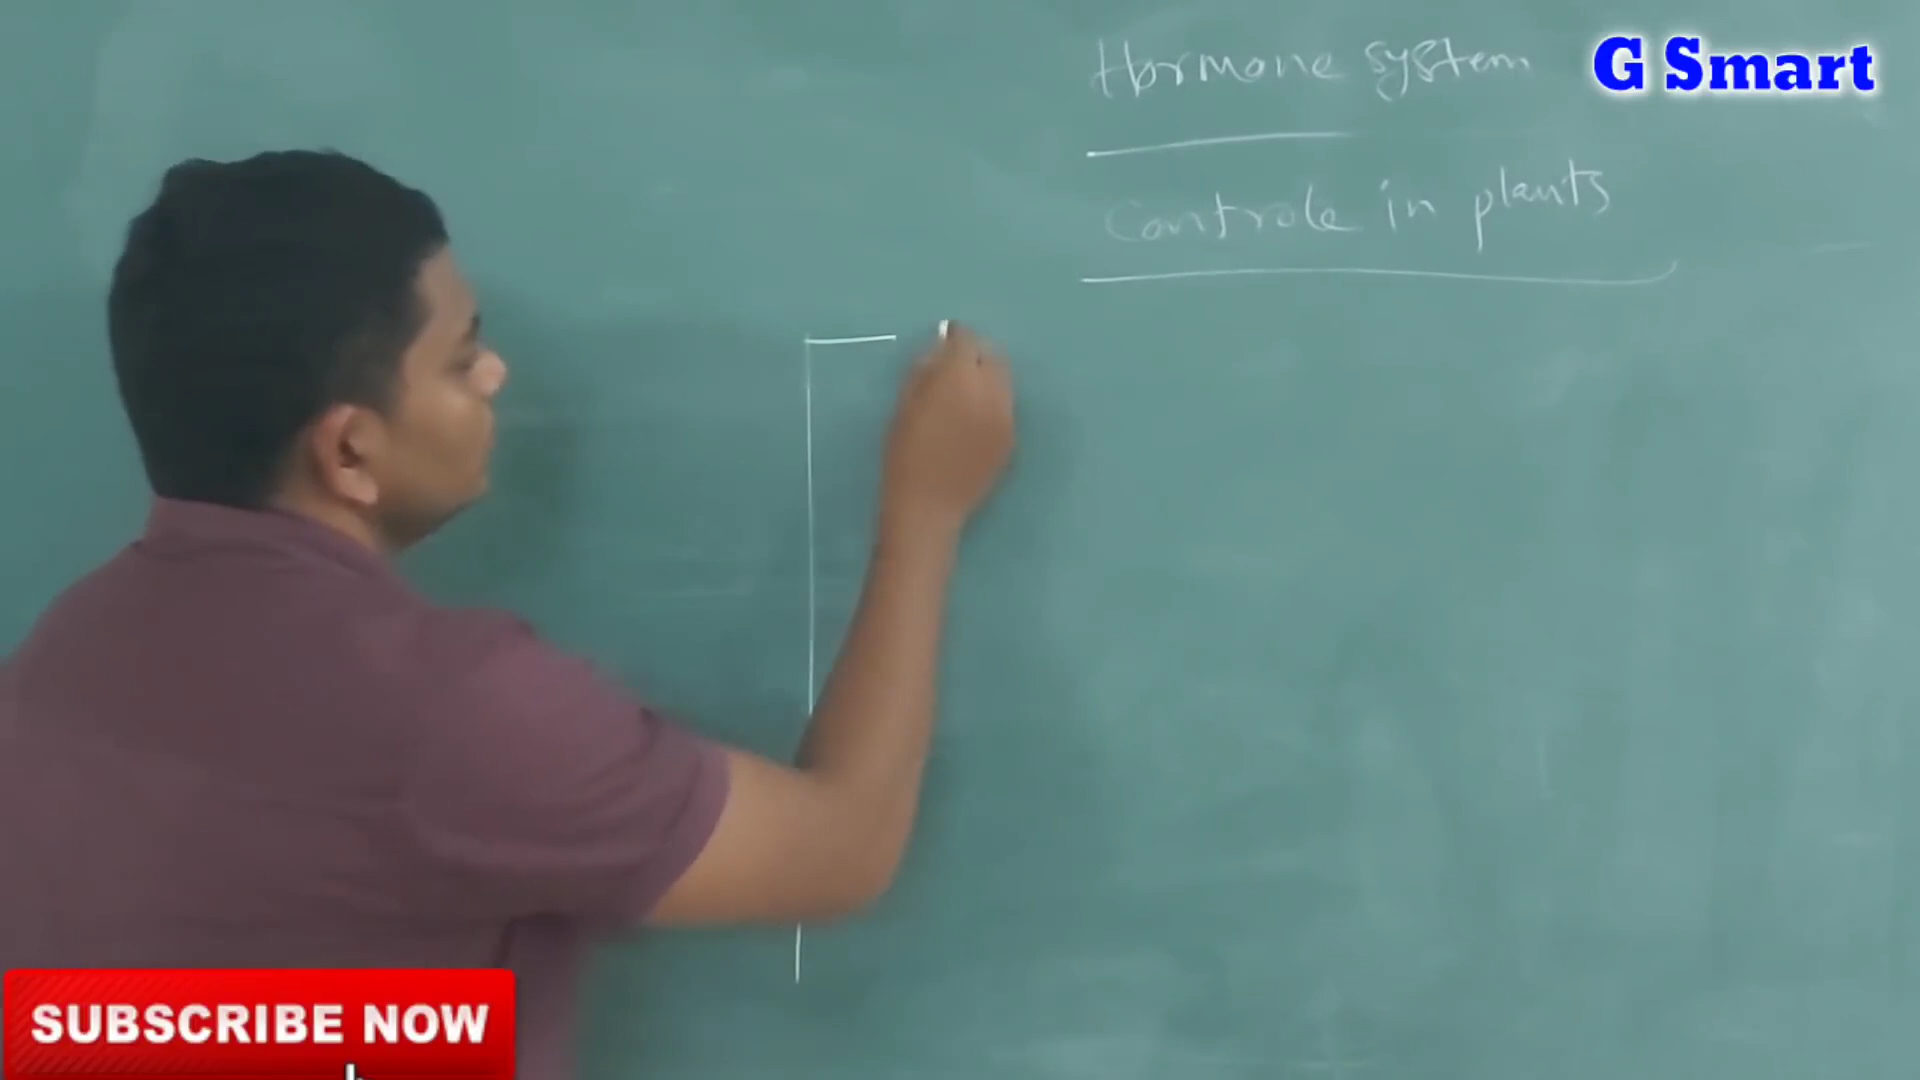 Hormone system
G Smart
Controle in plants
SUBSCRIBE NOW